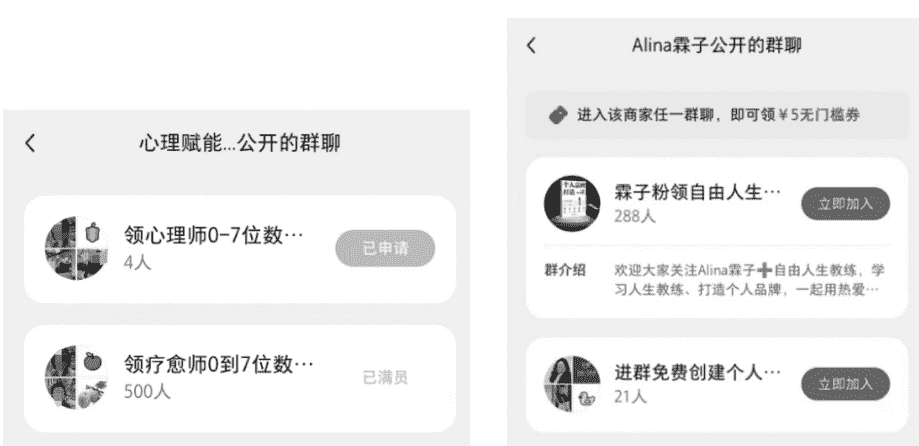 心理赋能...公开的群聊
领心理师0-7位数…
已申请
4人
领疗愈师0到7位数…
已满员
500人
Alina霖子公开的群聊
进入该商家任一群聊，即可领￥5无门槛券
霖子粉领自由人生…
立即加入
288人
群介绍
欢迎大家关注Alina霖子➕自由人生教练，学
习人生教练、打造个人品牌，一起用热爱…
进群免费创建个人…
立即加入
21人